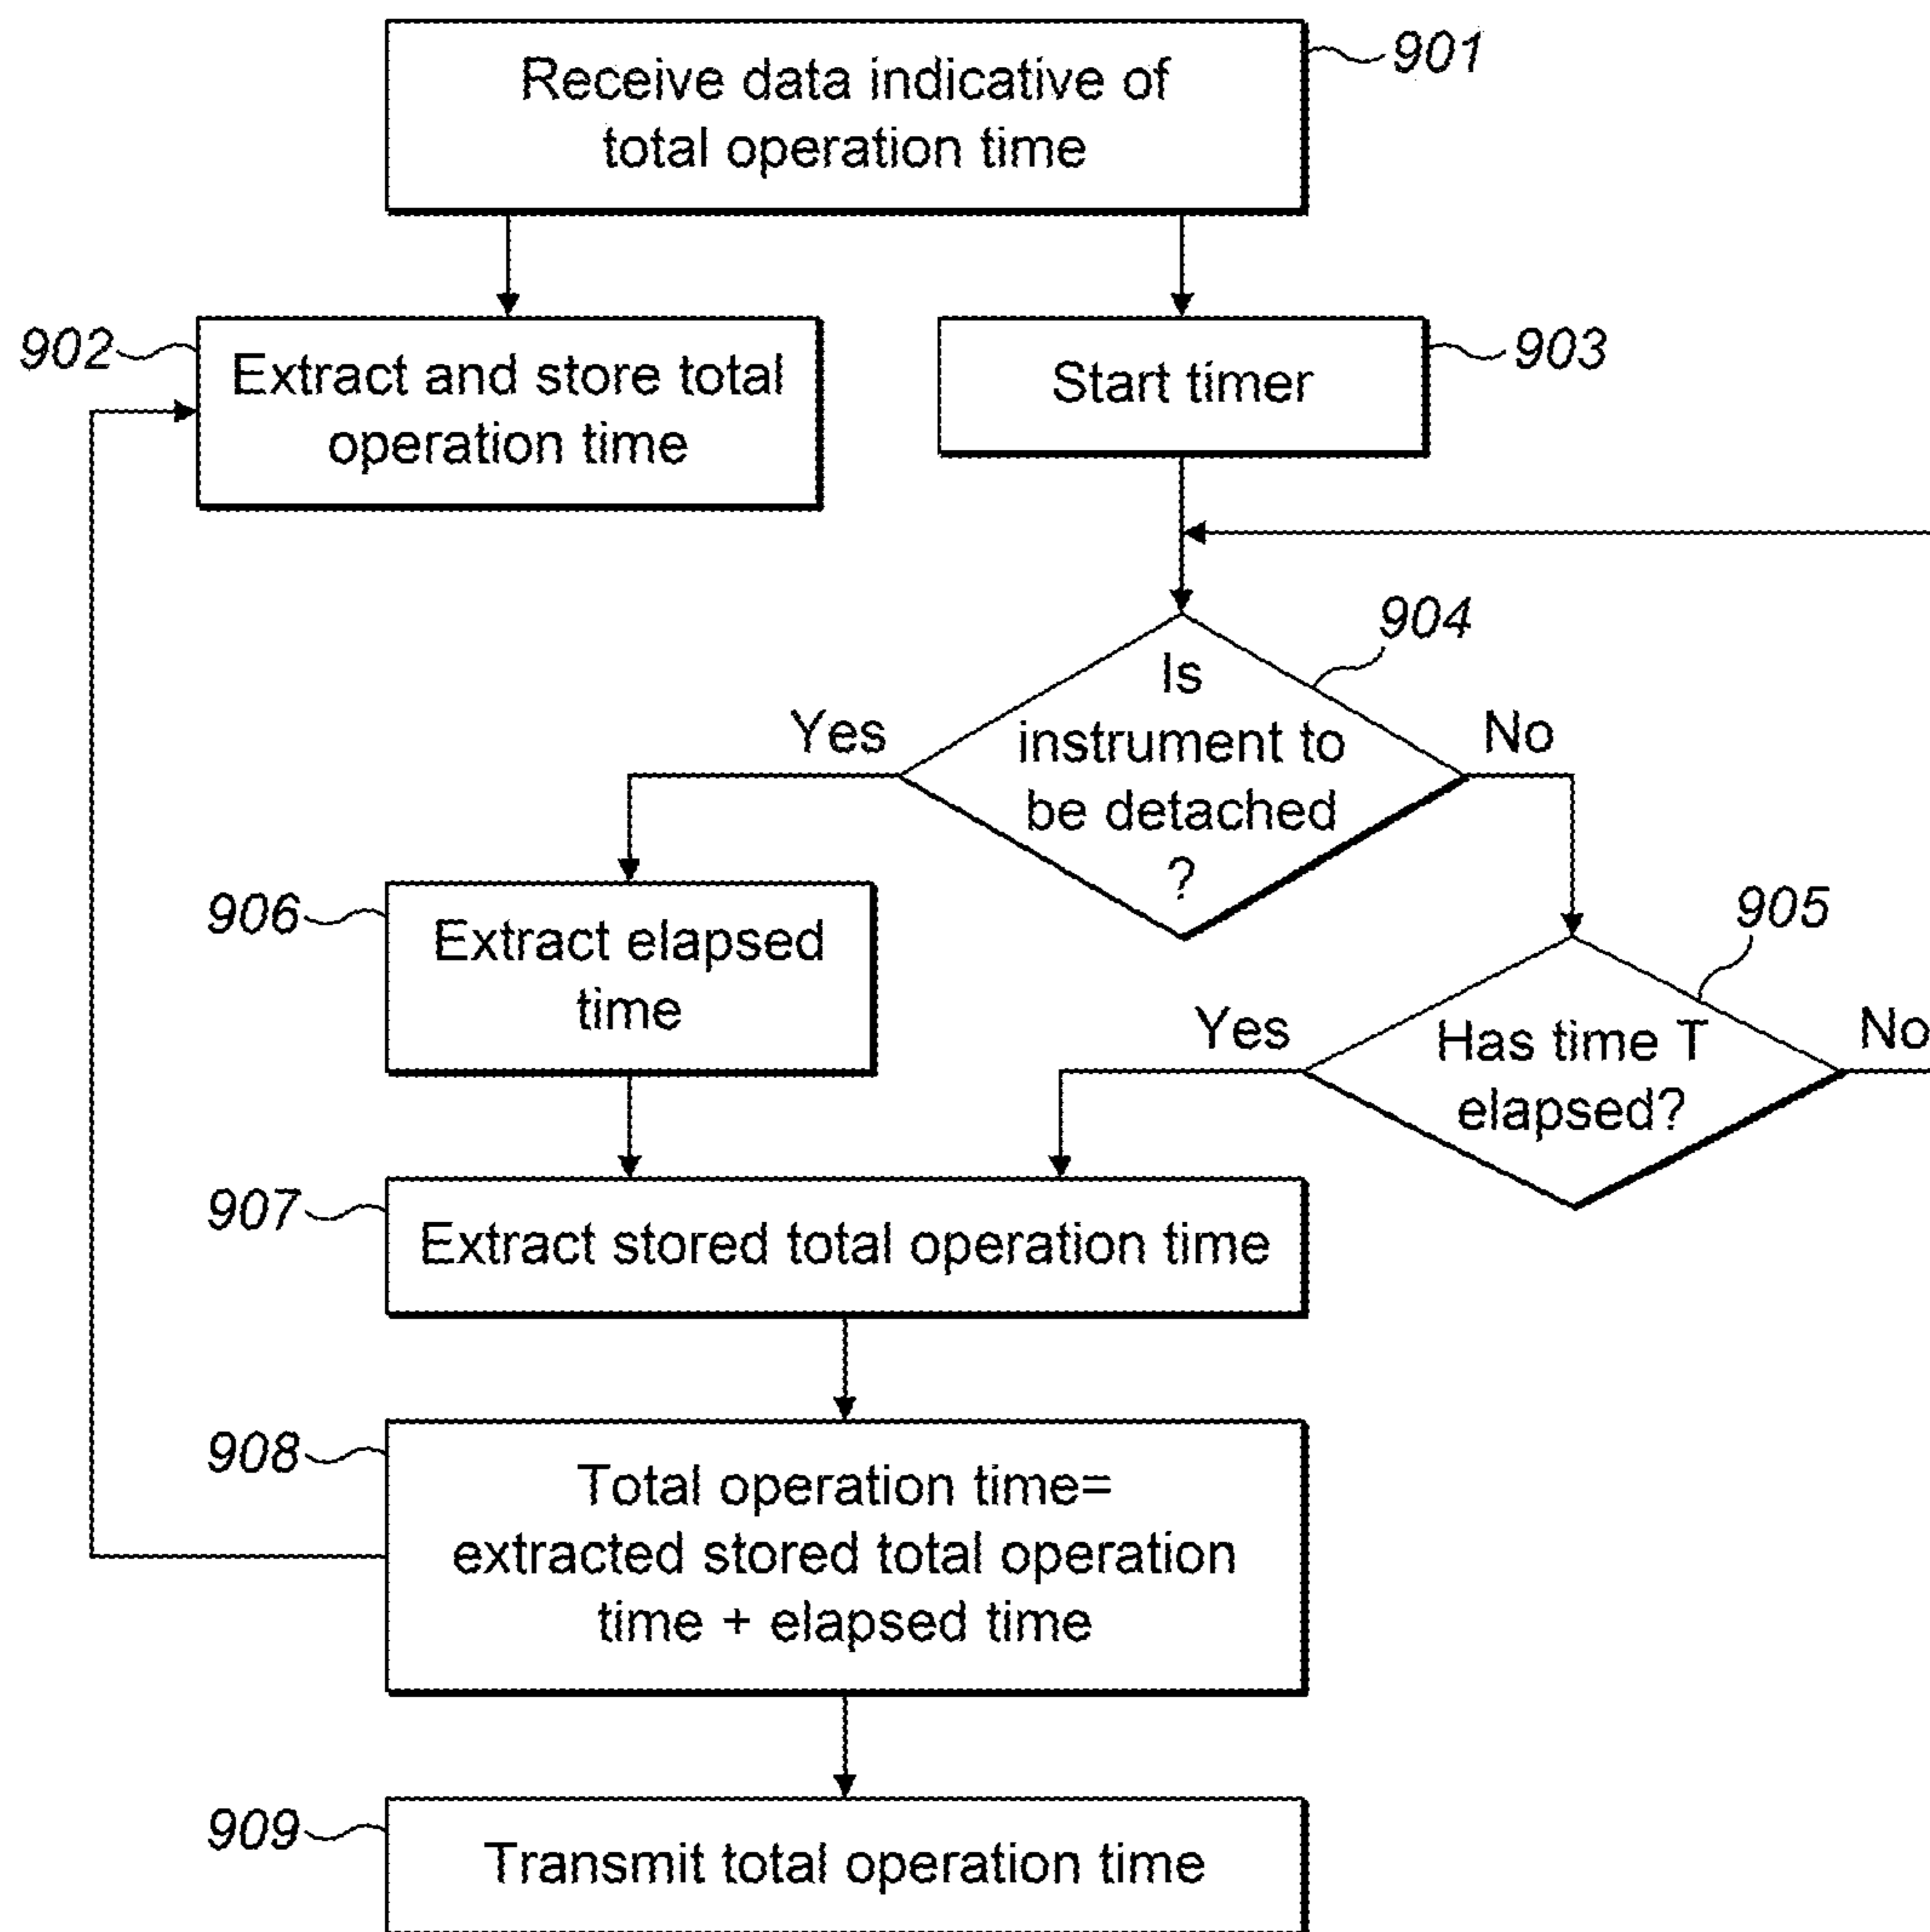 Receive data indicative of
total operation time
901
902
Extract and store total
operation time
Start timer
903
904
Is
instrument to
be detached
?
Yes
No
906
Extract elapsed
time
905
Has time T
elapsed?
Yes
No
907
Extract stored total operation time
908
Total operation time=
extracted stored total operation
time + elapsed time
909
Transmit total operation time